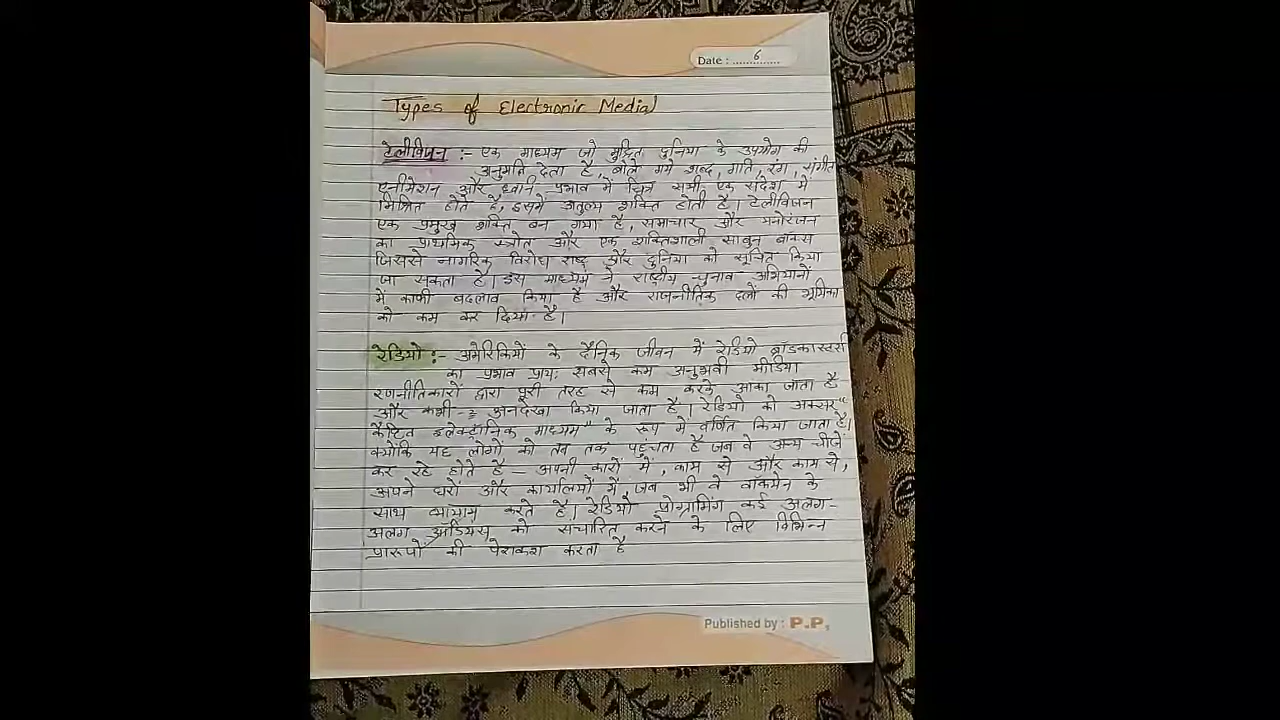 Date : 6
Types of Electronic Media
टेलीविजन :- एक माध्यम जो मुद्रित दुनिया के उपयोग की
अनुमति देता है, बोले गये शब्द, गति, रंग, संगीत
एनीमेशन और ध्वनी प्रभाव में चित्र सभी एक संदेश में
मिश्रित होते है, इसमें अतुल्य शक्ति होती है। टेलीविजन
एक प्रमुख शक्ति बन गया है, समाचार और मनोरंजन
का प्राथमिक स्त्रोत और एक शक्तिशाली साबुन बॉक्स
जिससे नागरिक विरोध राष्ट्र और दुनिया को सूचित किया
जा सकता है। इस माध्यम ने राष्ट्रीय चुनाव अभियानों
में काफी बदलाव किया है और राजनीतिक दलों की भूमिका
को कम कर दिया है।
रेडियो :- अमेरिकियों के दैनिक जीवन में रेडियो ब्रॉडकास्टरों
का प्रभाव प्राय: सबसे कम अनुभवी मीडिया
रणनीतिकारों द्वारा पूरी तरह से कम करके आका जाता है
और कभी-२ अनदेखा किया जाता है। रेडियो को अक्सर "
कैप्टिव इलेक्ट्रॉनिक माध्यम" के रूप में वर्णित किया जाता है।
क्योंकि यह लोगों को तब तक पहुंचता है जब वे अन्य चीजें
कर रहे होते है – अपनी कारों में, काम से और काम से,
अपने घरों और कार्यालयों में, जब भी वे वॉकमेन के
साथ व्यायाम करते है। रेडियो प्रोग्रामिंग कई अलग-
अलग ऑडियंस को संचारित करने के लिए विभिन्न
प्रारूपों की पेशकश करता है
Published by : P.P.